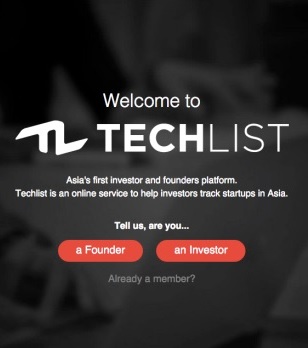 Welcome to
TL TECHLIST
Asia's first investor and founders platform.
Techlist is an online service to help investors track startups in Asia.
Tell us, are you...
a Founder an Investor
Already a member?